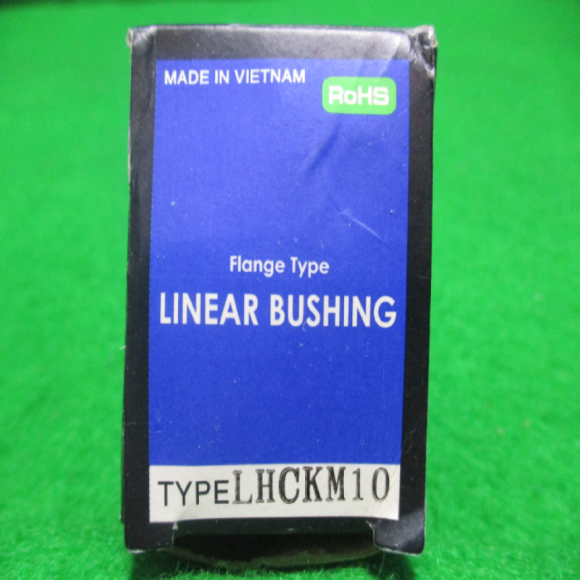 MADE IN VIETNAM
RoHS
Flange Type
LINEAR BUSHING
TYPE LHCKM10